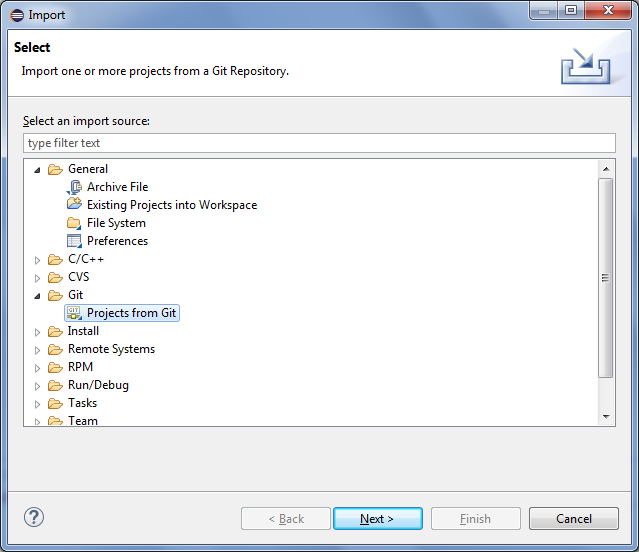 Import
Select
Import one or more projects from a Git Repository.
Select an import source:
type filter text
General
Archive File
Existing Projects into Workspace
File System
Preferences
C/C++
CVS
Git
Projects from Git
Install
Remote Systems
RPM
Run/Debug
Tasks
Team
< Back
Next >
Finish
Cancel